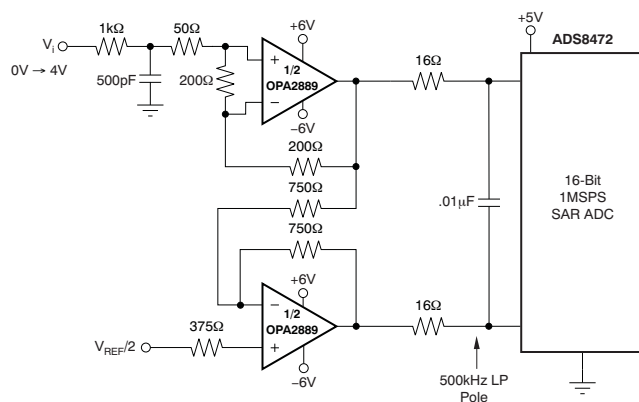 +5V
ADS8472
1kΩ
50Ω
+6V
Vi
0V → 4V
500pF
200Ω
+
1/2
OPA2889
−
−6V
16Ω
200Ω
750Ω
750Ω
.01μF
16-Bit
1MSPS
SAR ADC
+6V
−
1/2
OPA2889
+
−6V
375Ω
VREF/2
16Ω
500kHz LP
Pole